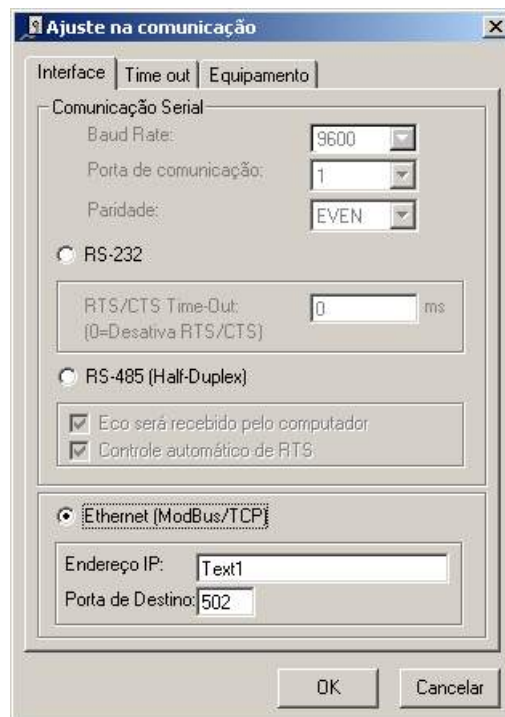 Ajuste na comunicação
Interface Time out Equipamento
Comunicação Serial
Baud Rate: 9600
Porta de comunicação: 1
Paridade: EVEN
RS-232
RTS/CTS Time-Out: 0 ms
(0=Desativa RTS/CTS)
RS-485 (Half-Duplex)
Eco será recebido pelo computador
Controle automático de RTS
Ethernet (ModBus/TCP)
Endereço IP: Text1
Porta de Destino: 502
OK Cancelar